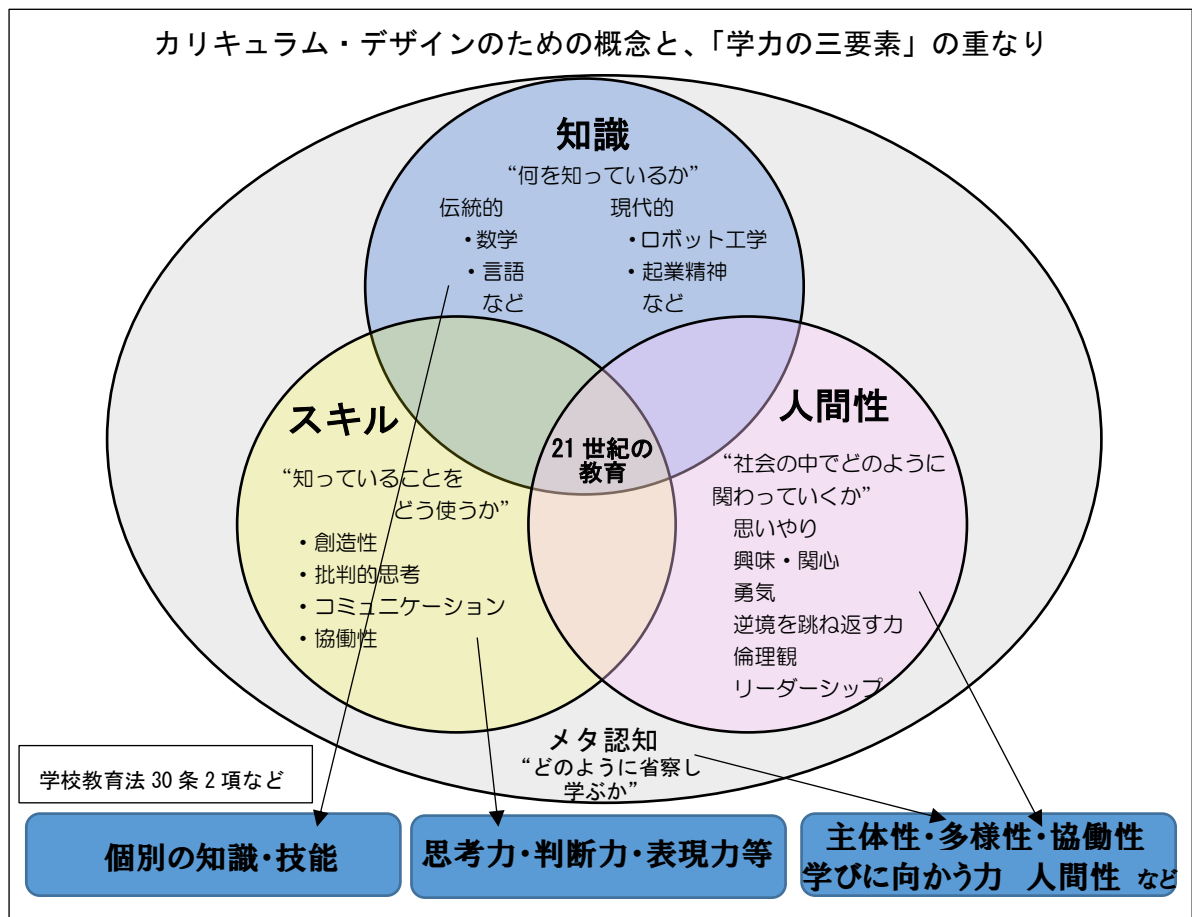 カリキュラム・デザインのための概念と、「学力の三要素」の重なり
知識
“何を知っているか”
伝統的
・数学
・言語
など
現代的
・ロボット工学
・起業精神
など
スキル
“知っていることを
どう使うか”
・創造性
・批判的思考
・コミュニケーション
・協働性
21世紀の
教育
人間性
“社会の中でどのように
関わっていくか”
思いやり
興味・関心
勇気
逆境を跳ね返す力
倫理観
リーダーシップ
メタ認知
“どのように省察し
学ぶか”
学校教育法30条2項など
個別の知識・技能
思考力・判断力・表現力等
主体性・多様性・協働性
学びに向かう力 人間性 など